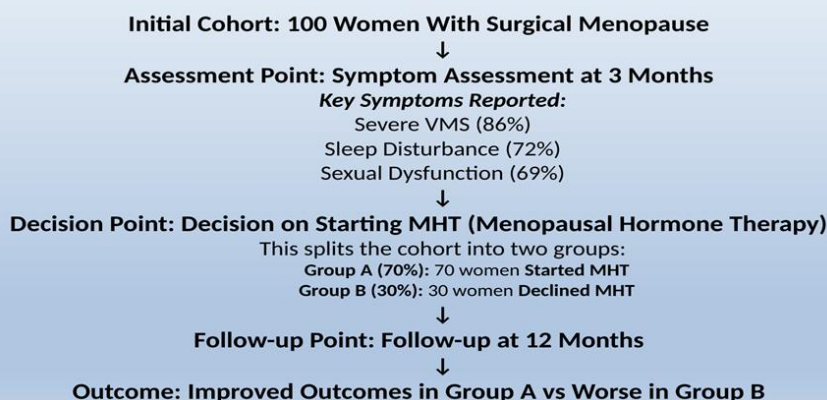 Initial Cohort: 100 Women With Surgical Menopause
↓
Assessment Point: Symptom Assessment at 3 Months
Key Symptoms Reported:
Severe VMS (86%)
Sleep Disturbance (72%)
Sexual Dysfunction (69%)
↓
Decision Point: Decision on Starting MHT (Menopausal Hormone Therapy)
This splits the cohort into two groups:
Group A (70%): 70 women Started MHT
Group B (30%): 30 women Declined MHT
↓
Follow-up Point: Follow-up at 12 Months
↓
Outcome: Improved Outcomes in Group A vs Worse in Group B